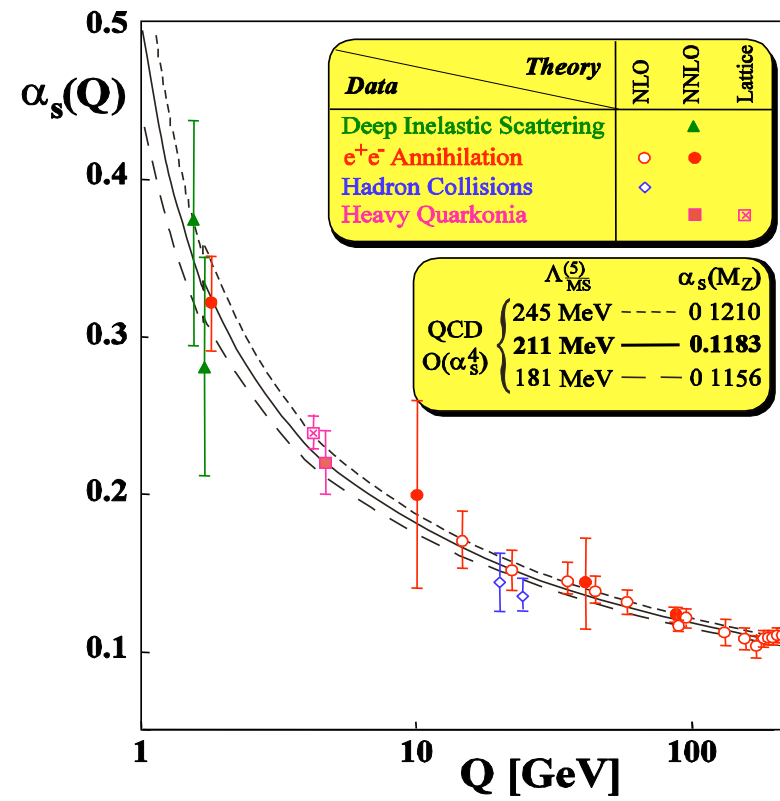 0.5
α_s(Q)
0.4
0.3
0.2
0.1
1
10
100
Q [GeV]
Theory
Data
NLO
NNLO
Lattice
Deep Inelastic Scattering
e⁺e⁻ Annihilation
Hadron Collisions
Heavy Quarkonia
Λ_MS^(5) α_s(M_Z)
QCD
O(α_s^4)
245 MeV 0 1210
211 MeV 0.1183
181 MeV 0 1156